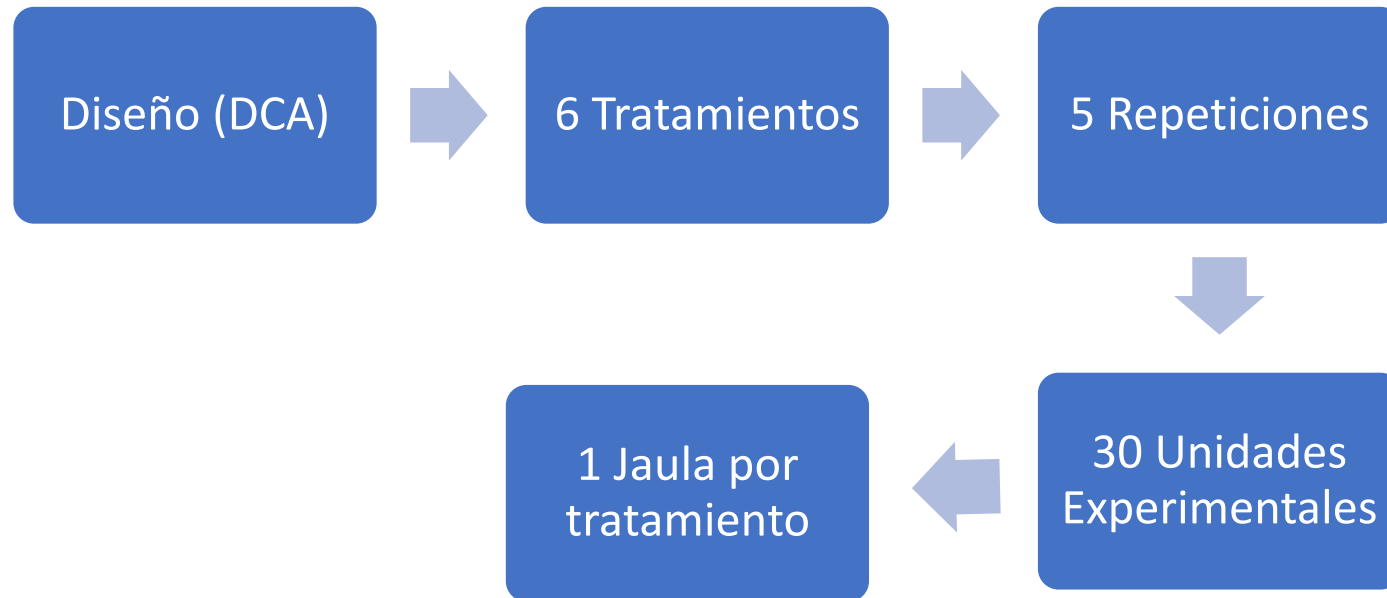 Diseño (DCA)
6 Tratamientos
5 Repeticiones
30 Unidades
Experimentales
1 Jaula por
tratamiento